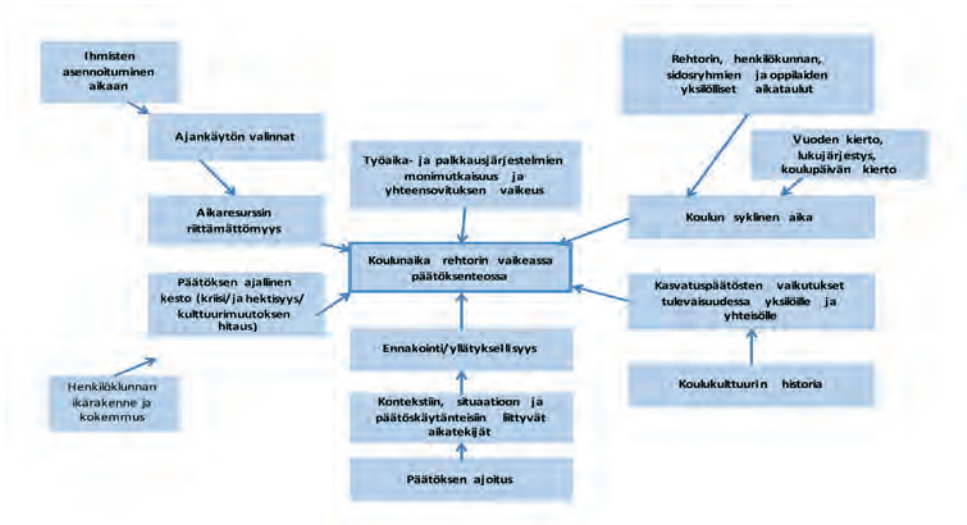 Ihmisten
asennoituminen
aikaan
Ajankäytön valinnat
Aikaresurssin
riittämättömyys
Päätöksen ajallinen
kesto (kriisi/ja hektisyys/
kulttuurimuutoksen
hitaus)
Henkilöklunnan
ikärakenne ja
kokemmus
Työaika- ja palkkausjärjestelmien
monimutkaisuus ja
yhteensovituksen vaikeus
Koulunaika rehtorin vaikeassa
päätöksenteossa
Ennakointi/yllätyksellisyys
Kontekstiin, situaatioon ja
päätöskäytänteisiin liittyvät
aikatekijät
Päätöksen ajoitus
Rehtorin, henkilökunnan,
sidosryhmien ja oppilaiden
yksilölliset aikataulut
Vuoden kierto,
lukujärjestys,
koulupäivän kierto
Koulun syklinen aika
Kasvatuspäätösten vaikutukset
tulevaisuudessa yksilöille ja
yhteisölle
Koulukulttuurin historia